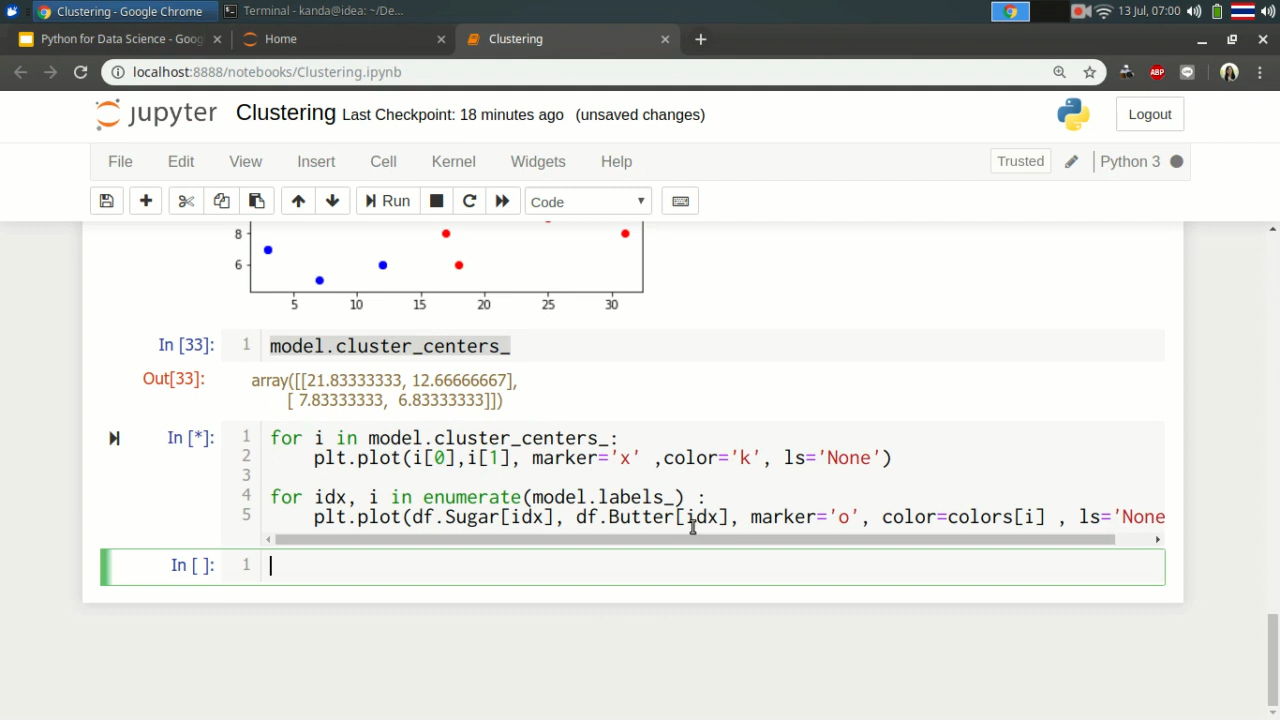 Clustering - Google Chrome
Terminal - kanda@idea: ~/De...
13 Jul, 07:00
Python for Data Science - Goog
Home
Clustering
localhost:8888/notebooks/Clustering.ipynb
ABP
jupyter Clustering Last Checkpoint: 18 minutes ago (unsaved changes)
Logout
File Edit View Insert Cell Kernel Widgets Help
Trusted
Python 3
Run
Code
8
6
5 10 15 20 25 30
In [33]: 1 model.cluster_centers_
Out[33]: array([[21.83333333, 12.66666667],
[ 7.83333333, 6.83333333]])
In [*]: 1 for i in model.cluster_centers_:
2 plt.plot(i[0],i[1], marker='x' ,color='k', ls='None')
3
4 for idx, i in enumerate(model.labels_) :
5 plt.plot(df.Sugar[idx], df.Butter[idx], marker='o', color=colors[i] , ls='None
In [ ]: 1